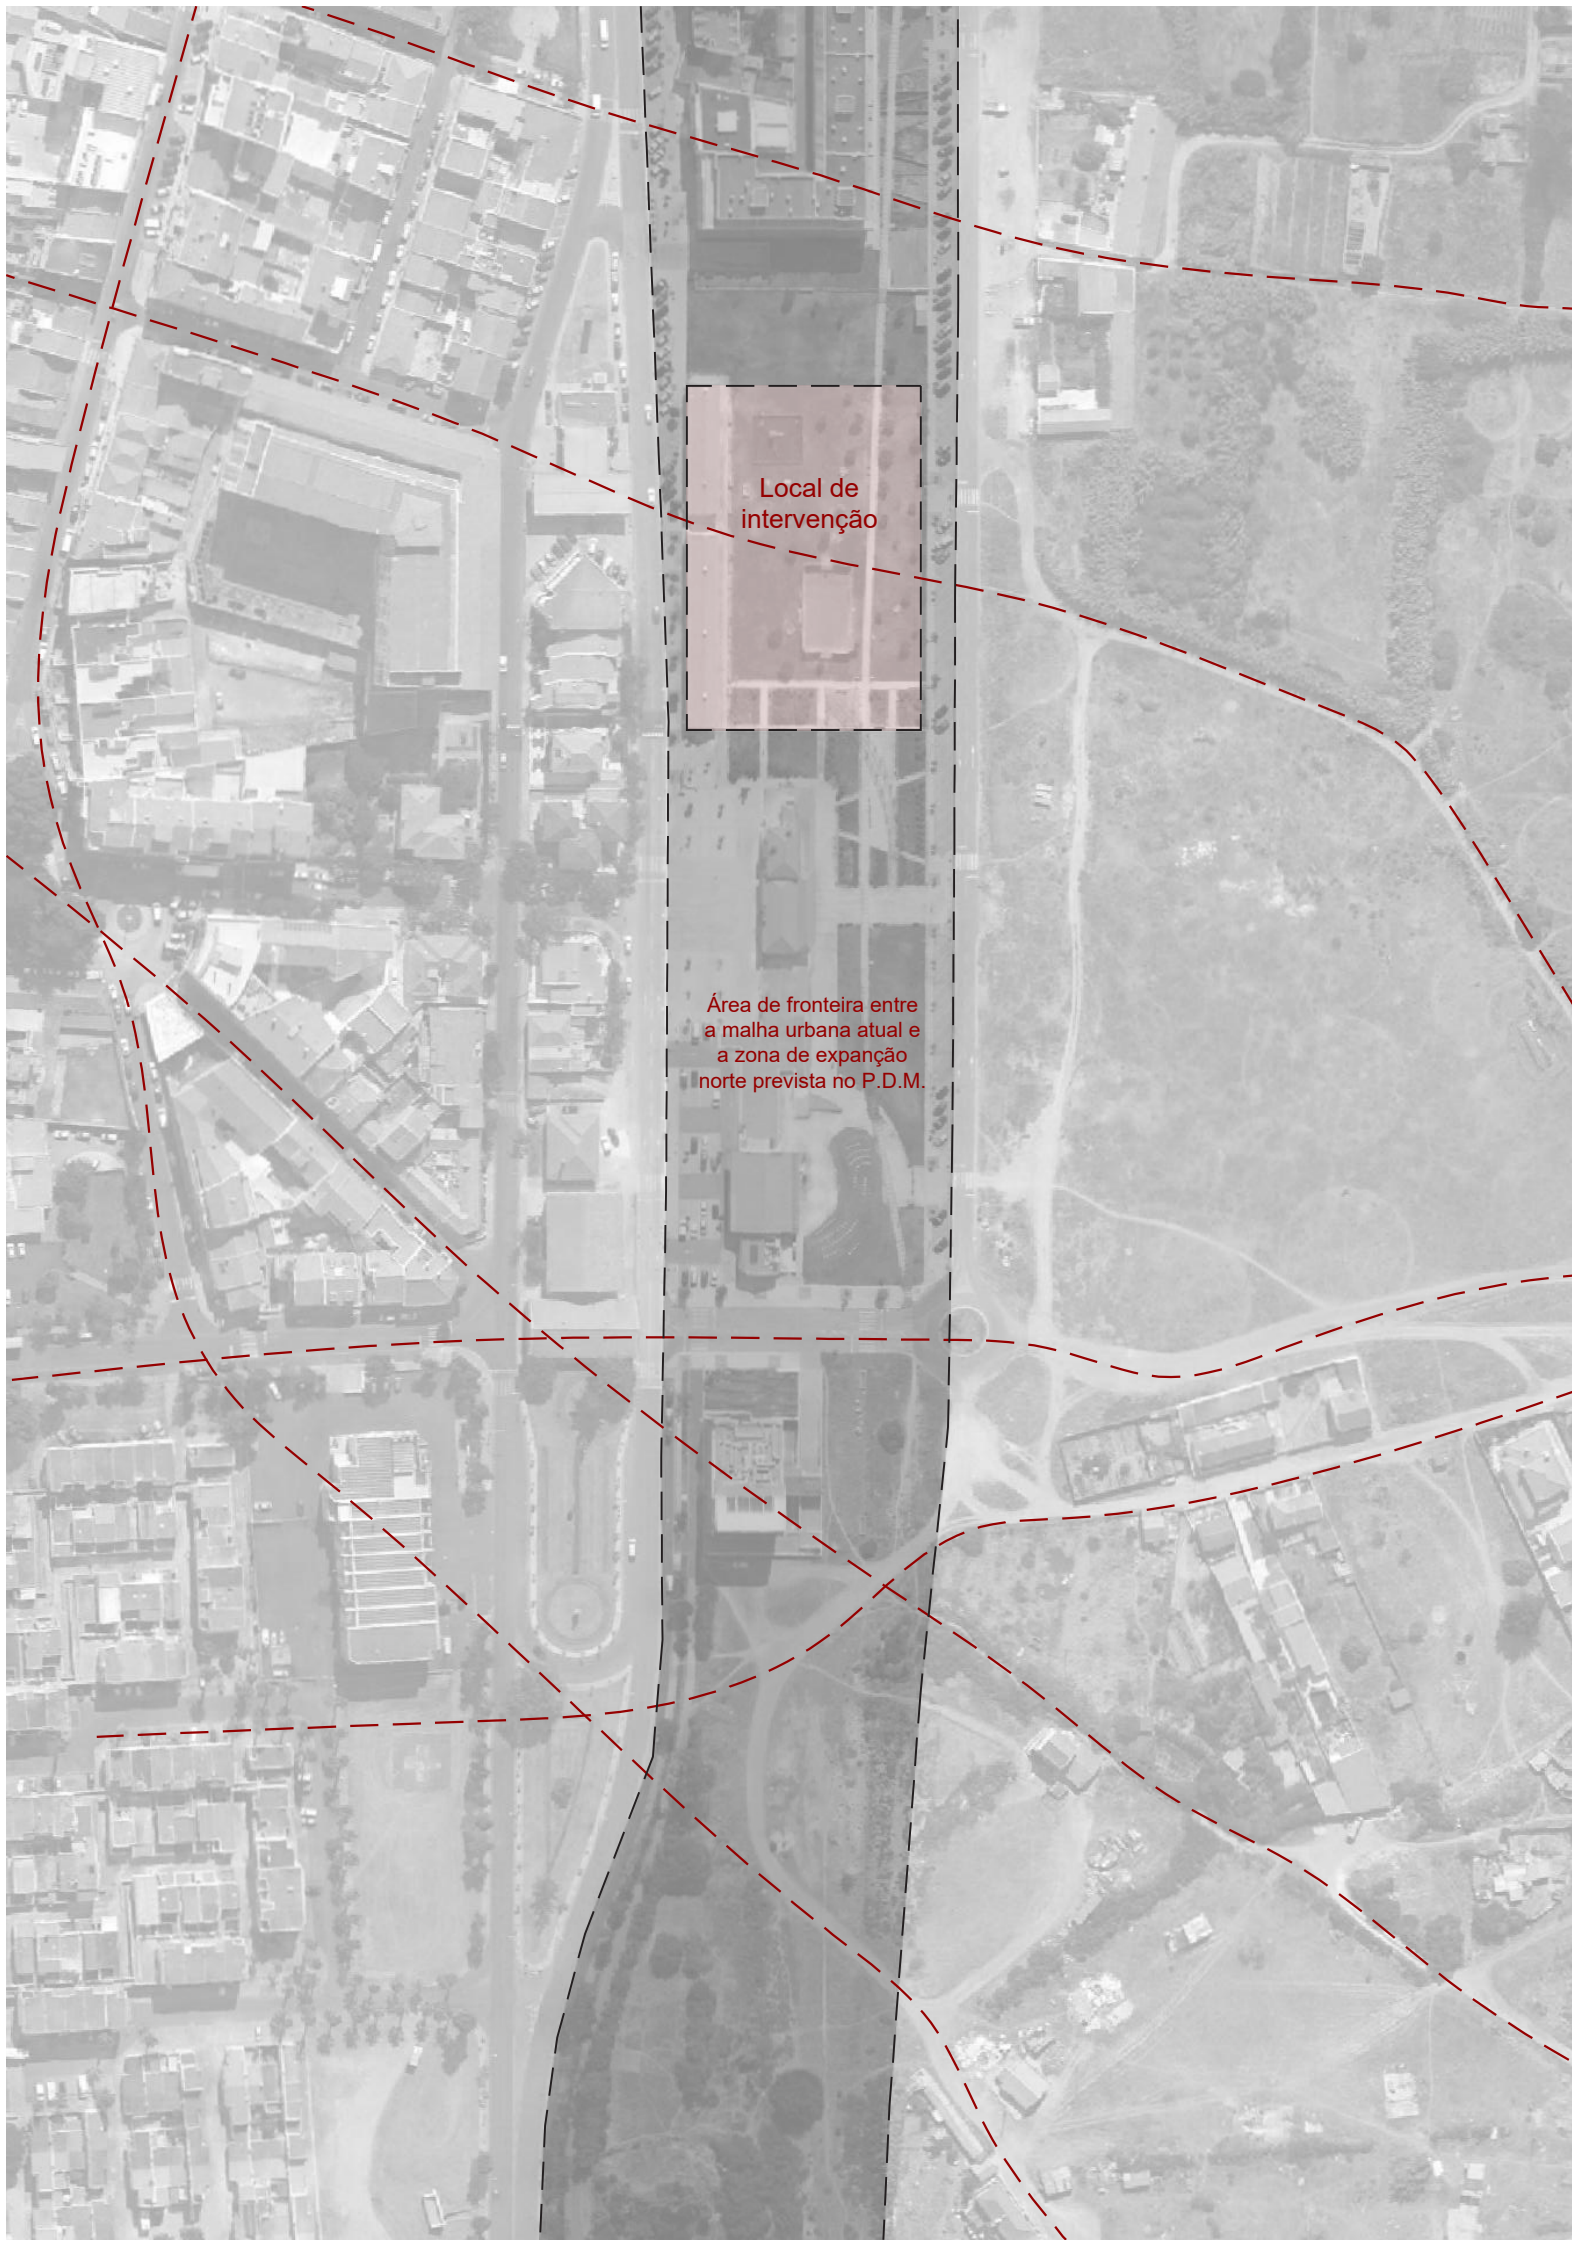 Local de
intervenção
Área de fronteira entre
a malha urbana atual e
a zona de expanção
norte prevista no P.D.M.